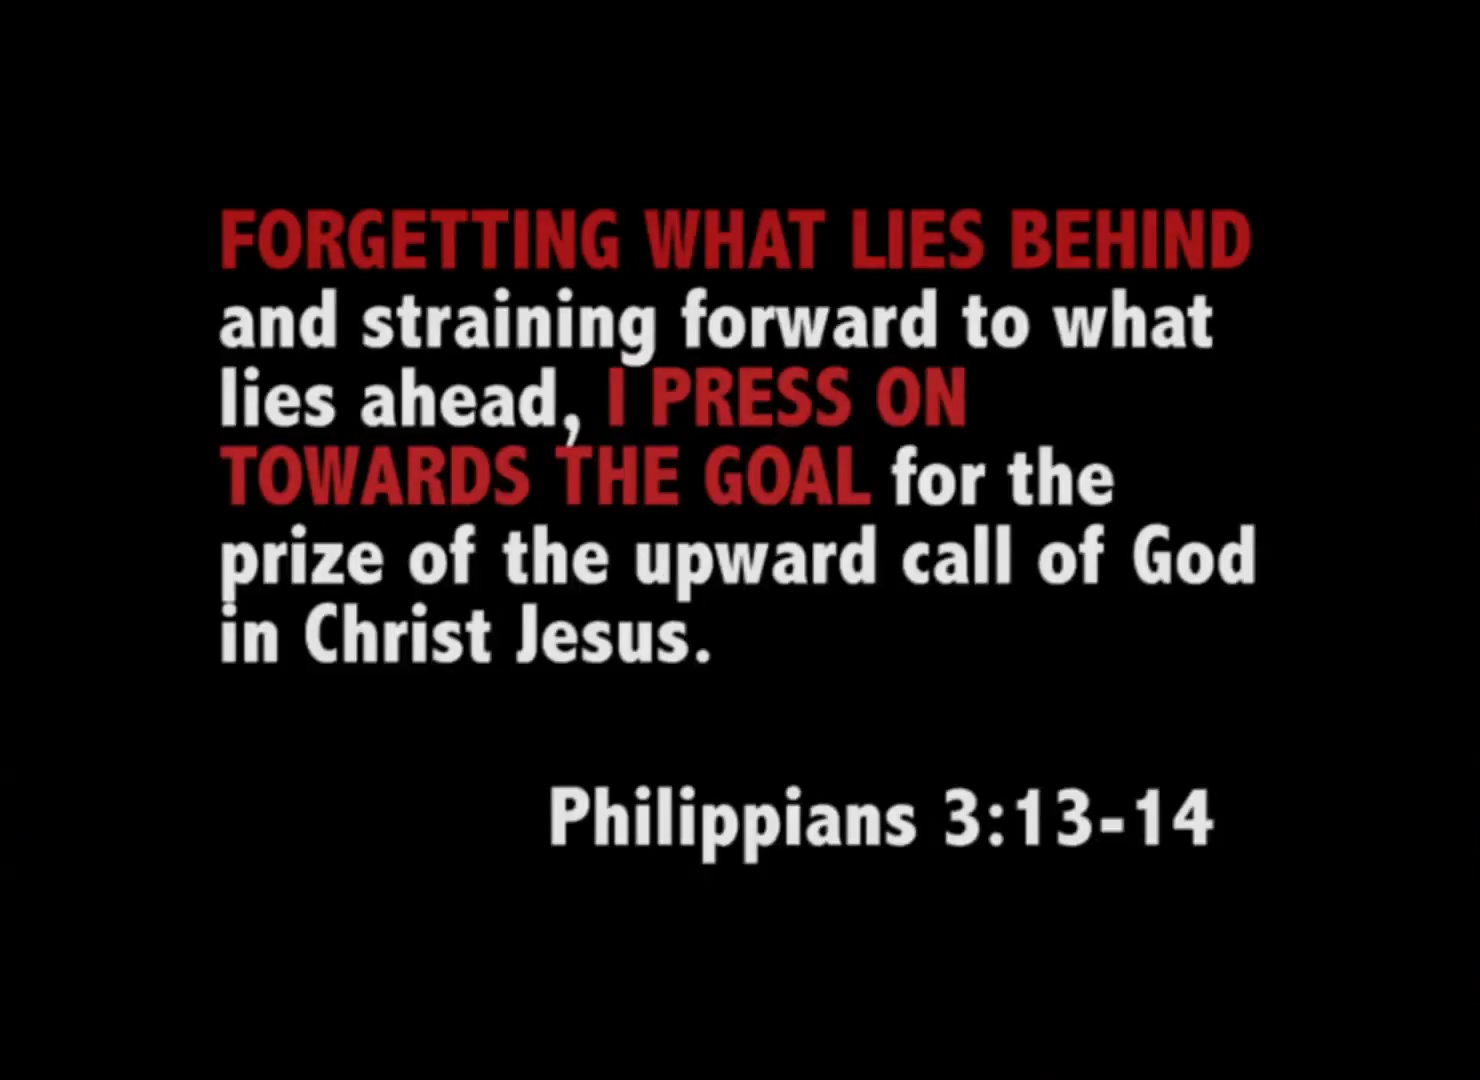 FORGETTING WHAT LIES BEHIND
and straining forward to what
lies ahead, I PRESS ON
TOWARDS THE GOAL for the
prize of the upward call of God
in Christ Jesus.
Philippians 3:13-14